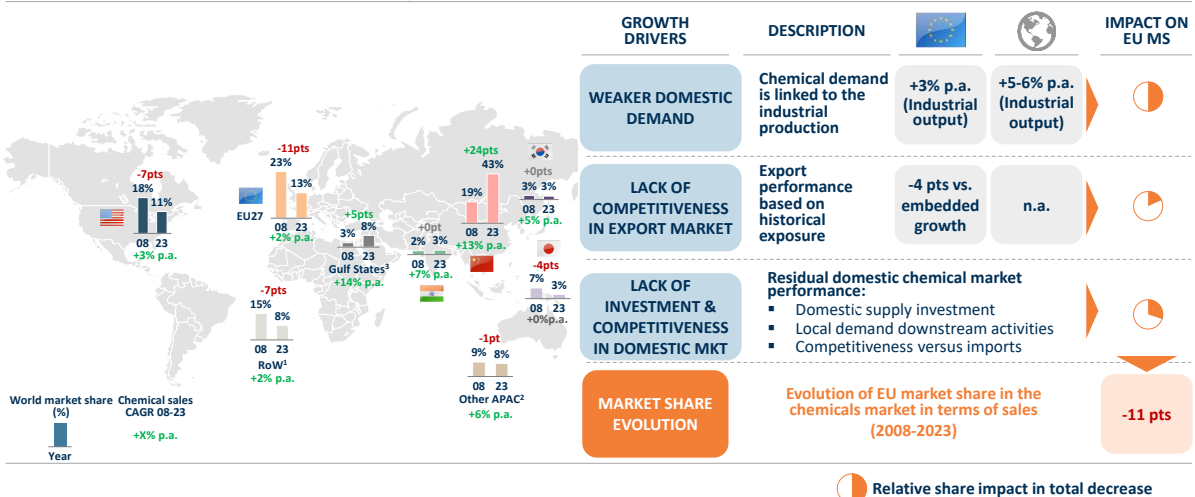 GROWTH
DRIVERS
DESCRIPTION
IMPACT ON
EU MS
WEAKER DOMESTIC
DEMAND
Chemical demand
is linked to the
industrial
production
+3% p.a.
(Industrial
output)
+5-6% p.a.
(Industrial
output)
LACK OF
COMPETITIVENESS
IN EXPORT MARKET
Export
performance
based on
historical
exposure
-4 pts vs.
embedded
growth
n.a.
LACK OF
INVESTMENT &
COMPETITIVENESS
IN DOMESTIC MKT
Residual domestic chemical market
performance:
▪ Domestic supply investment
▪ Local demand downstream activities
▪ Competitiveness versus imports
MARKET SHARE
EVOLUTION
Evolution of EU market share in the
chemicals market in terms of sales
(2008-2023)
-11 pts
Relative share impact in total decrease
-7pts
18%
11%
08 23
+3% p.a.
-11pts
23%
13%
EU27
08 23
+2% p.a.
+5pts
3%
8%
08 23
Gulf States³
+14% p.a.
+0pt
2% 3%
08 23
+7% p.a.
+24pts
19%
43%
08 23
+13% p.a.
+0pts
3% 3%
08 23
+5% p.a.
-4pts
7%
3%
08 23
+0%p.a.
-7pts
15%
8%
08 23
RoW¹
+2% p.a.
-1pt
9% 8%
08 23
Other APAC²
+6% p.a.
World market share
(%)
Year
Chemical sales
CAGR 08-23
+X% p.a.